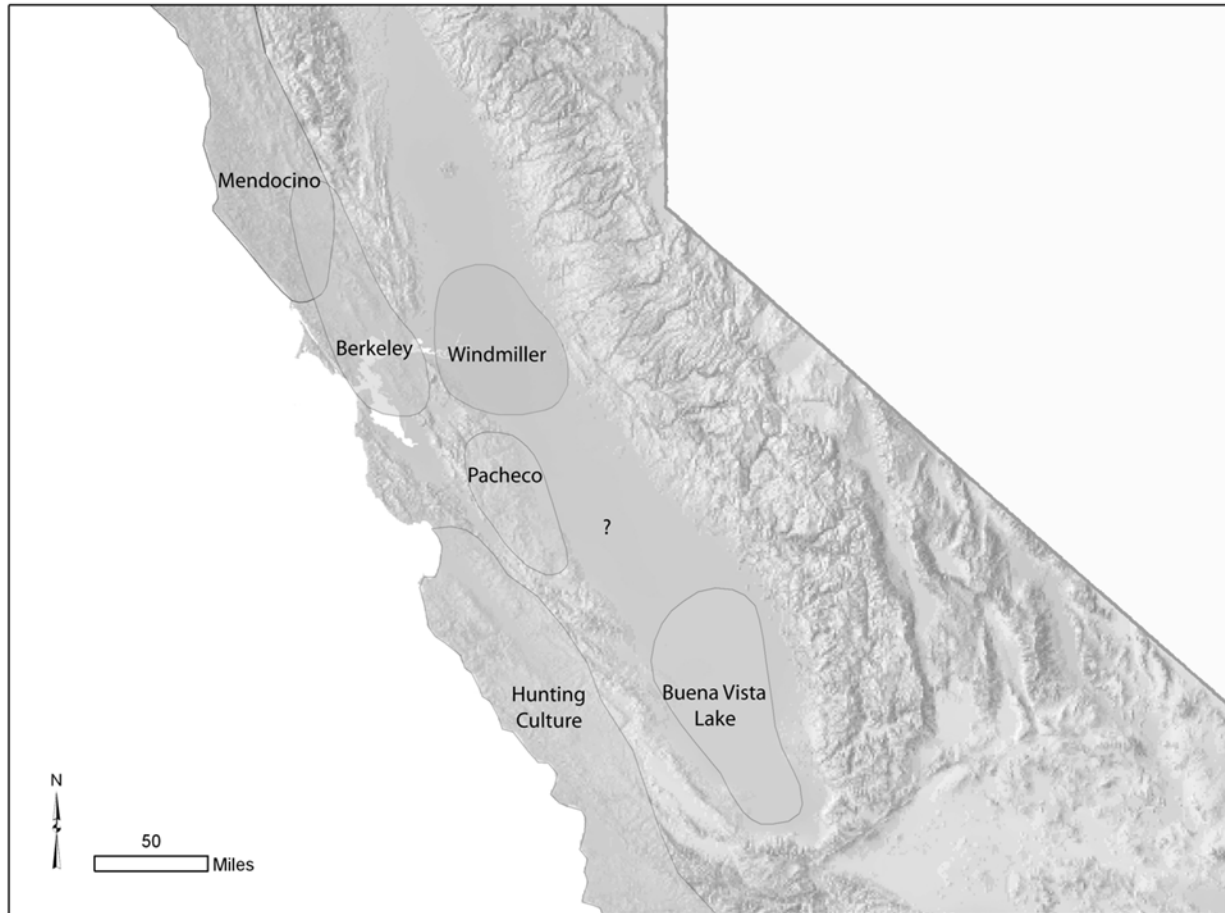 Mendocino
Berkeley
Windmiller
Pacheco
?
Hunting
Culture
Buena Vista
Lake
N
50
Miles